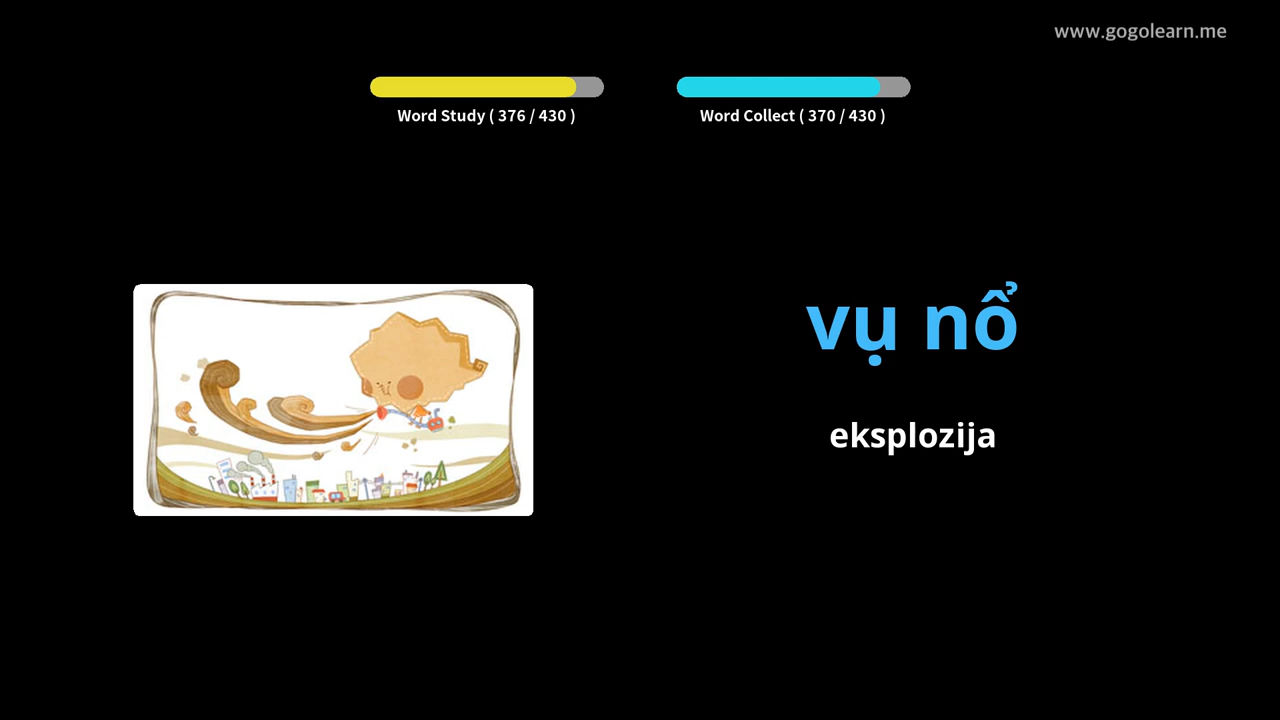 www.gogolearn.me
Word Study ( 376 / 430 )
Word Collect ( 370 / 430 )
vụ nổ
eksplozija